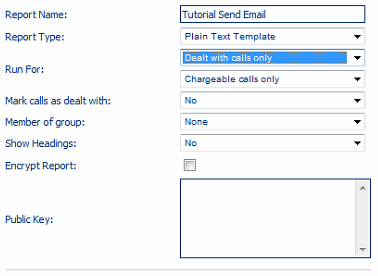 Report Name: Tutorial Send Email
Report Type: Plain Text Template
Dealt with calls only
Run For:
Chargeable calls only
Mark calls as dealt with: No
Member of group: None
Show Headings: No
Encrypt Report:
Public Key: